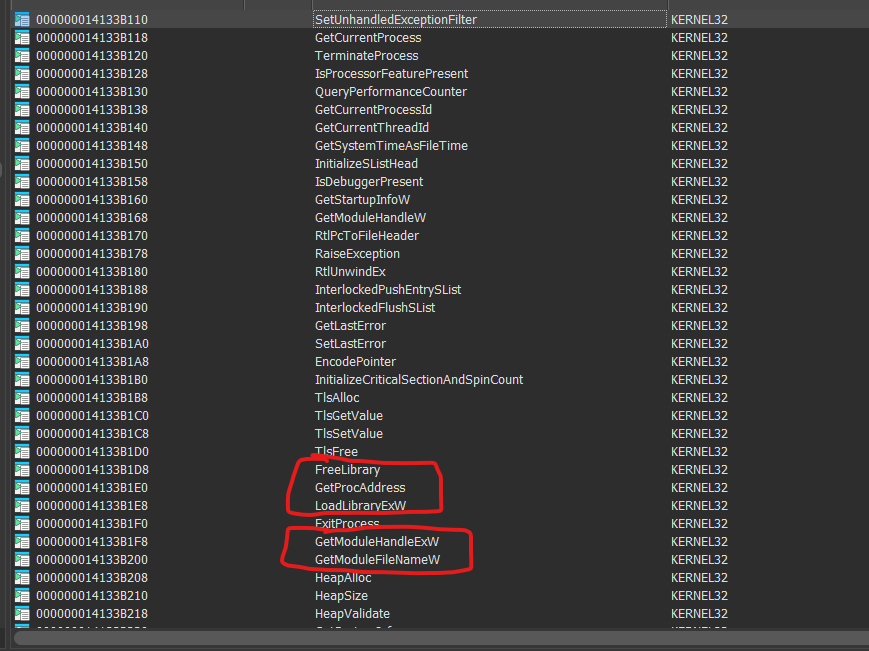 000000014133B110 SetUnhandledExceptionFilter KERNEL32
000000014133B118 GetCurrentProcess KERNEL32
000000014133B120 TerminateProcess KERNEL32
000000014133B128 IsProcessorFeaturePresent KERNEL32
000000014133B130 QueryPerformanceCounter KERNEL32
000000014133B138 GetCurrentProcessId KERNEL32
000000014133B140 GetCurrentThreadId KERNEL32
000000014133B148 GetSystemTimeAsFileTime KERNEL32
000000014133B150 InitializeSListHead KERNEL32
000000014133B158 IsDebuggerPresent KERNEL32
000000014133B160 GetStartupInfoW KERNEL32
000000014133B168 GetModuleHandleW KERNEL32
000000014133B170 RtlPcToFileHeader KERNEL32
000000014133B178 RaiseException KERNEL32
000000014133B180 RtlUnwindEx KERNEL32
000000014133B188 InterlockedPushEntrySList KERNEL32
000000014133B190 InterlockedFlushSList KERNEL32
000000014133B198 GetLastError KERNEL32
000000014133B1A0 SetLastError KERNEL32
000000014133B1A8 EncodePointer KERNEL32
000000014133B1B0 InitializeCriticalSectionAndSpinCount KERNEL32
000000014133B1B8 TlsAlloc KERNEL32
000000014133B1C0 TlsGetValue KERNEL32
000000014133B1C8 TlsSetValue KERNEL32
000000014133B1D0 TlsFree KERNEL32
000000014133B1D8 FreeLibrary KERNEL32
000000014133B1E0 GetProcAddress KERNEL32
000000014133B1E8 LoadLibraryExW KERNEL32
000000014133B1F0 ExitProcess KERNEL32
000000014133B1F8 GetModuleHandleExW KERNEL32
000000014133B200 GetModuleFileNameW KERNEL32
000000014133B208 HeapAlloc KERNEL32
000000014133B210 HeapSize KERNEL32
000000014133B218 HeapValidate KERNEL32